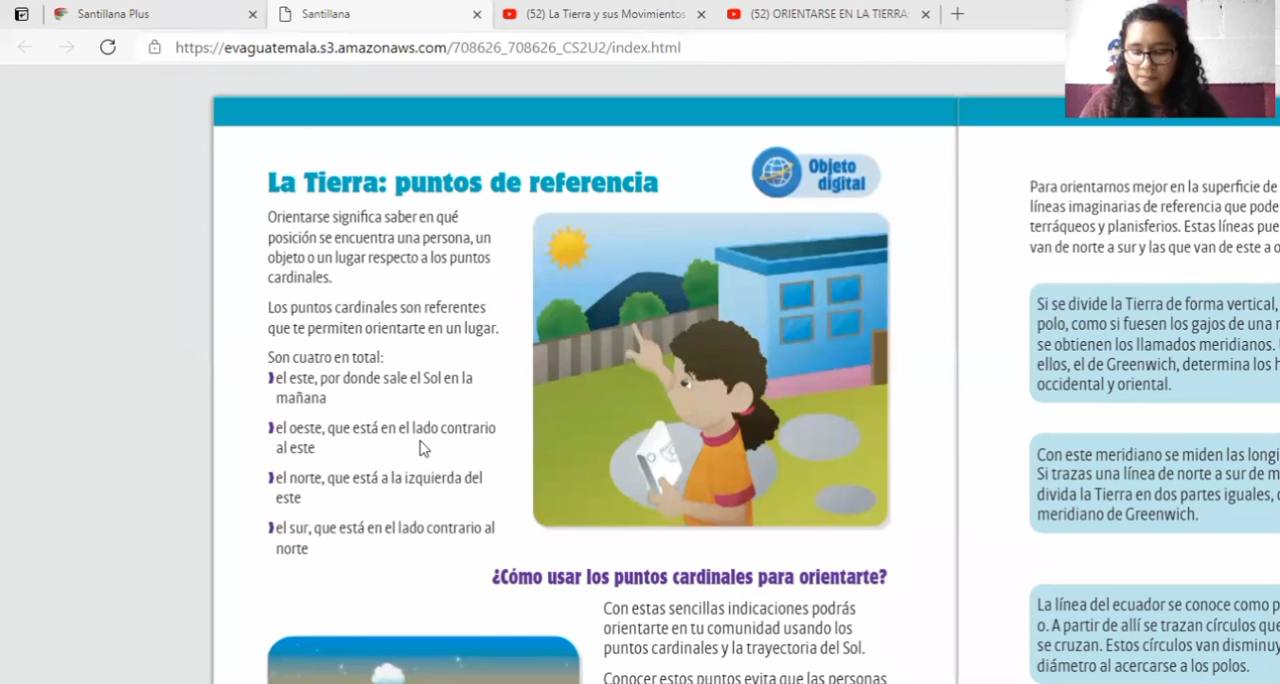 Santillana Plus
Santillana
(52) La Tierra y sus Movimientos
(52) ORIENTARSE EN LA TIERRA
https://evaguatemala.s3.amazonaws.com/708626_708626_CS2U2/index.html
La Tierra: puntos de referencia
Objeto
digital
Orientarse significa saber en qué
posición se encuentra una persona, un
objeto o un lugar respecto a los puntos
cardinales.
Los puntos cardinales son referentes
que te permiten orientarte en un lugar.
Son cuatro en total:
el este, por donde sale el Sol en la
mañana
el oeste, que está en el lado contrario
al este
el norte, que está a la izquierda del
este
el sur, que está en el lado contrario al
norte
¿Cómo usar los puntos cardinales para orientarte?
Con estas sencillas indicaciones podrás
orientarte en tu comunidad usando los
puntos cardinales y la trayectoria del Sol.
Conocer estos puntos evita que las personas
Para orientarnos mejor en la superficie de
líneas imaginarias de referencia que pode
terráqueos y planisferios. Estas líneas pue
van de norte a sur y las que van de este a o
Si se divide la Tierra de forma vertical,
polo, como si fuesen los gajos de una
se obtienen los llamados meridianos.
ellos, el de Greenwich, determina los h
occidental y oriental.
Con este meridiano se miden las longi
Si trazas una línea de norte a sur de m
divida la Tierra en dos partes iguales,
meridiano de Greenwich.
La línea del ecuador se conoce como p
o. A partir de allí se trazan círculos que
se cruzan. Estos círculos van disminuy
diámetro al acercarse a los polos.